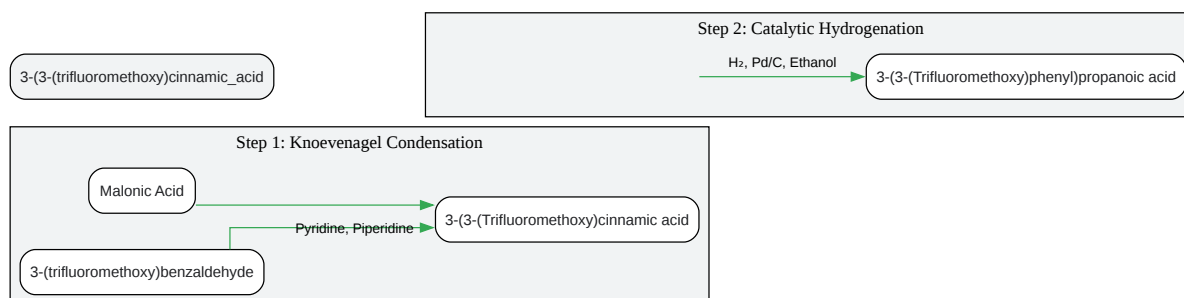 Step 2: Catalytic Hydrogenation
3-(3-(trifluoromethoxy)cinnamic_acid
H₂, Pd/C, Ethanol
3-(3-(Trifluoromethoxy)phenyl)propanoic acid
Step 1: Knoevenagel Condensation
Malonic Acid
3-(3-(Trifluoromethoxy)cinnamic acid
Pyridine, Piperidine
3-(trifluoromethoxy)benzaldehyde